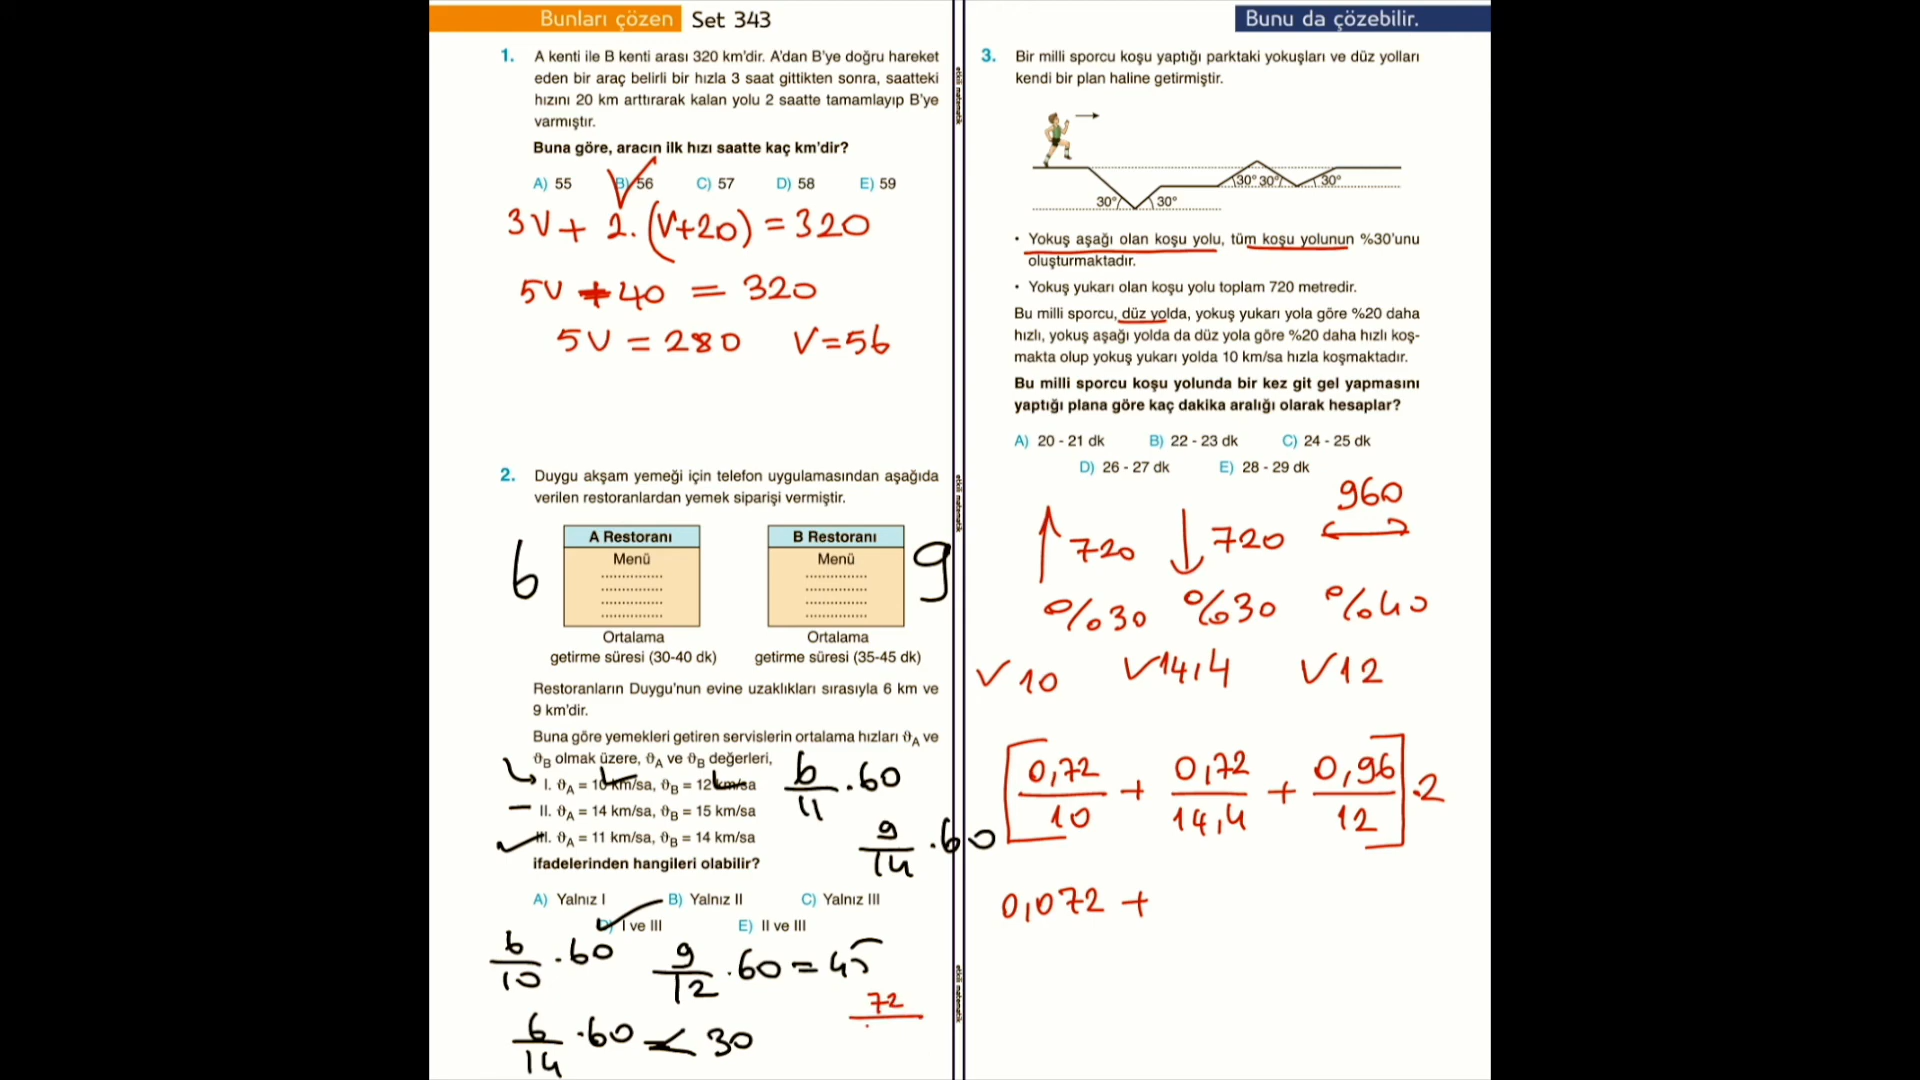 Bunları çözen Set 343
1. A kenti ile B kenti arası 320 km'dir. A'dan B'ye doğru hareket
eden bir araç belirli bir hızla 3 saat gittikten sonra, saatteki
hızını 20 km arttırarak kalan yolu 2 saatte tamamlayıp B'ye
varmıştır.
Buna göre, aracın ilk hızı saatte kaç km'dir?
A) 55 B) 56 C) 57 D) 58 E) 59
3V + 2.(V+20) = 320
5V + 40 = 320
5V = 280 V = 56
2. Duygu akşam yemeği için telefon uygulamasından aşağıda
verilen restoranlardan yemek siparişi vermiştir.
A Restoranı B Restoranı
Menü Menü
6 9
Ortalama Ortalama
getirme süresi (30-40 dk) getirme süresi (35-45 dk)
Restoranların Duygu'nun evine uzaklıkları sırasıyla 6 km ve
9 km'dir.
Buna göre yemekleri getiren servislerin ortalama hızları ϑA ve
ϑB olmak üzere, ϑA ve ϑB değerleri,
I. ϑA = 10 km/sa, ϑB = 12 km/sa
II. ϑA = 14 km/sa, ϑB = 15 km/sa
III. ϑA = 11 km/sa, ϑB = 14 km/sa
ifadelerinden hangileri olabilir?
6/11 . 60
9/14 . 60
A) Yalnız I B) Yalnız II C) Yalnız III
D) I ve III E) II ve III
6/10 . 60 9/12 . 60 = 45
72
6/14 . 60 < 30
etkili matematik
etkili matematik
etkili matematik
Bunu da çözebilir.
3. Bir milli sporcu koşu yaptığı parktaki yokuşları ve düz yolları
kendi bir plan haline getirmiştir.
30° 30° 30°
30° 30°
• Yokuş aşağı olan koşu yolu, tüm koşu yolunun %30'unu
oluşturmaktadır.
• Yokuş yukarı olan koşu yolu toplam 720 metredir.
Bu milli sporcu, düz yolda, yokuş yukarı yola göre %20 daha
hızlı, yokuş aşağı yolda da düz yola göre %20 daha hızlı koş-
makta olup yokuş yukarı yolda 10 km/sa hızla koşmaktadır.
Bu milli sporcu koşu yolunda bir kez git gel yapmasını
yaptığı plana göre kaç dakika aralığı olarak hesaplar?
A) 20 - 21 dk B) 22 - 23 dk C) 24 - 25 dk
D) 26 - 27 dk E) 28 - 29 dk
↑ 720 ↓ 720 960 ↔
%30 %30 %40
V 10 V 14,4 V 12
[0,72/10 + 0,72/14,4 + 0,96/12] . 2
0,072 +